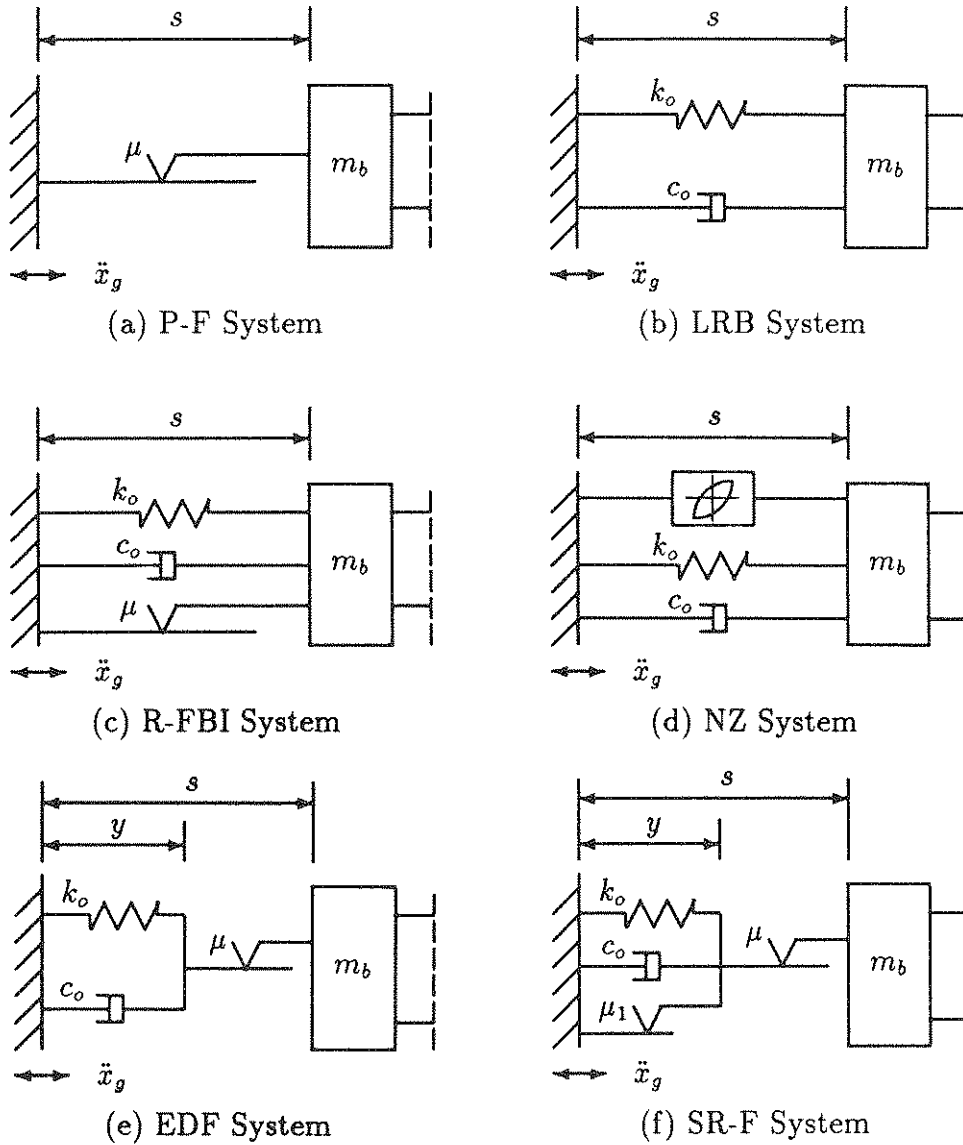 s
s
μ
m_b
k_o
c_o
m_b
ẍ_g
ẍ_g
(a) P-F System
(b) LRB System
s
s
k_o
c_o
μ
m_b
k_o
c_o
m_b
ẍ_g
ẍ_g
(c) R-FBI System
(d) NZ System
s
y
s
y
k_o
c_o
μ
m_b
k_o
c_o
μ_1
μ
m_b
ẍ_g
ẍ_g
(e) EDF System
(f) SR-F System